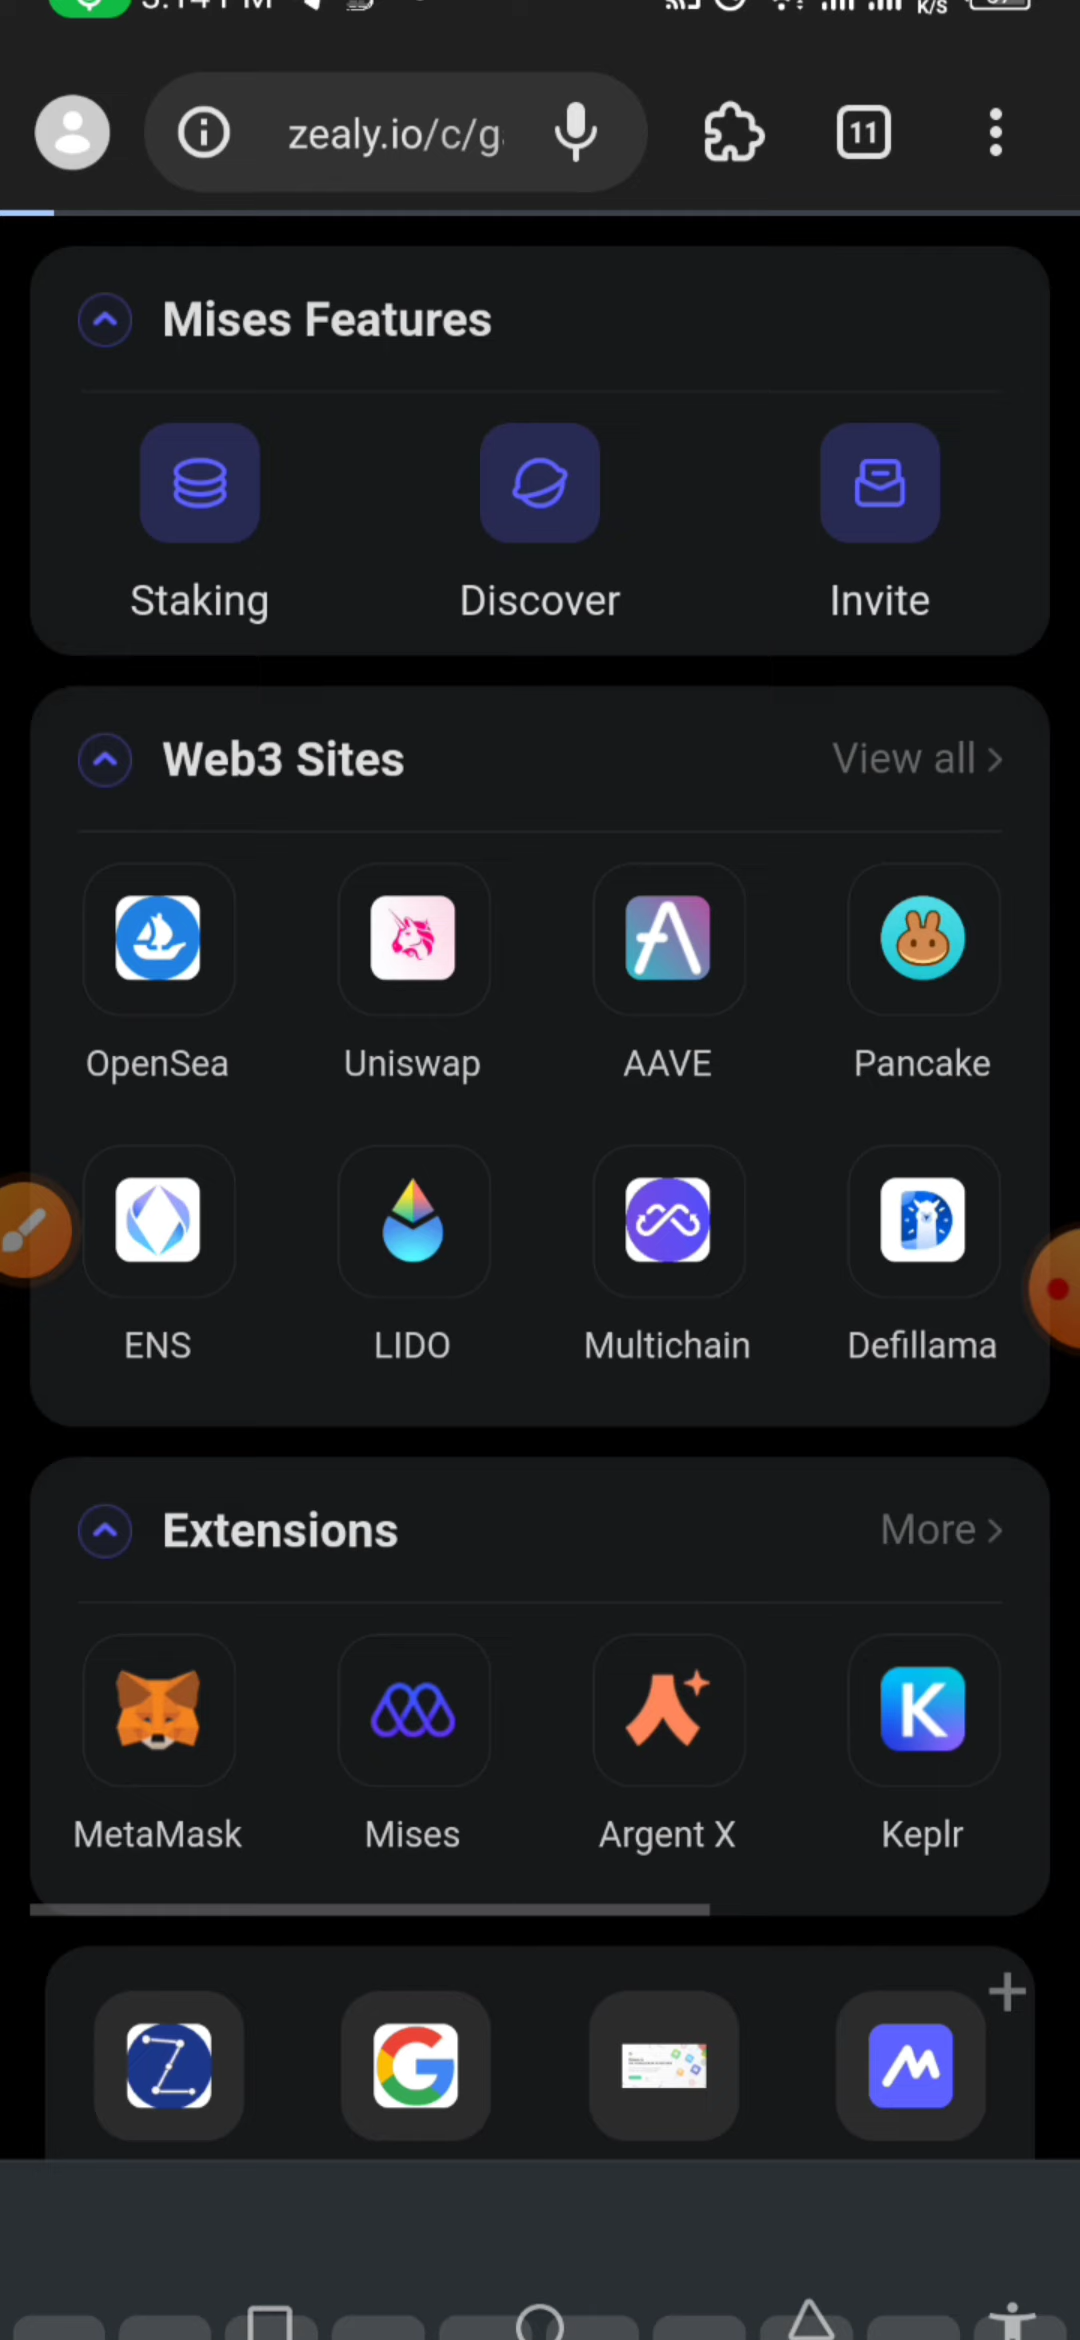 zealy.io/c/g
11
K/S
Mises Features
Staking
Discover
Invite
Web3 Sites
View all
OpenSea
Uniswap
AAVE
Pancake
ENS
LIDO
Multichain
Defillama
Extensions
More
MetaMask
Mises
Argent X
Keplr